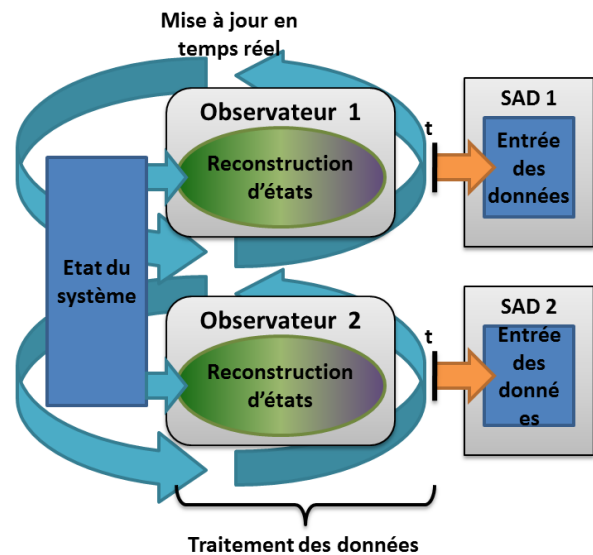 Mise à jour en
temps réel
Observateur 1
Reconstruction
d'états
t
SAD 1
Entrée
des
données
Etat du
système
Observateur 2
Reconstruction
d'états
t
SAD 2
Entrée
des
donné
es
Traitement des données